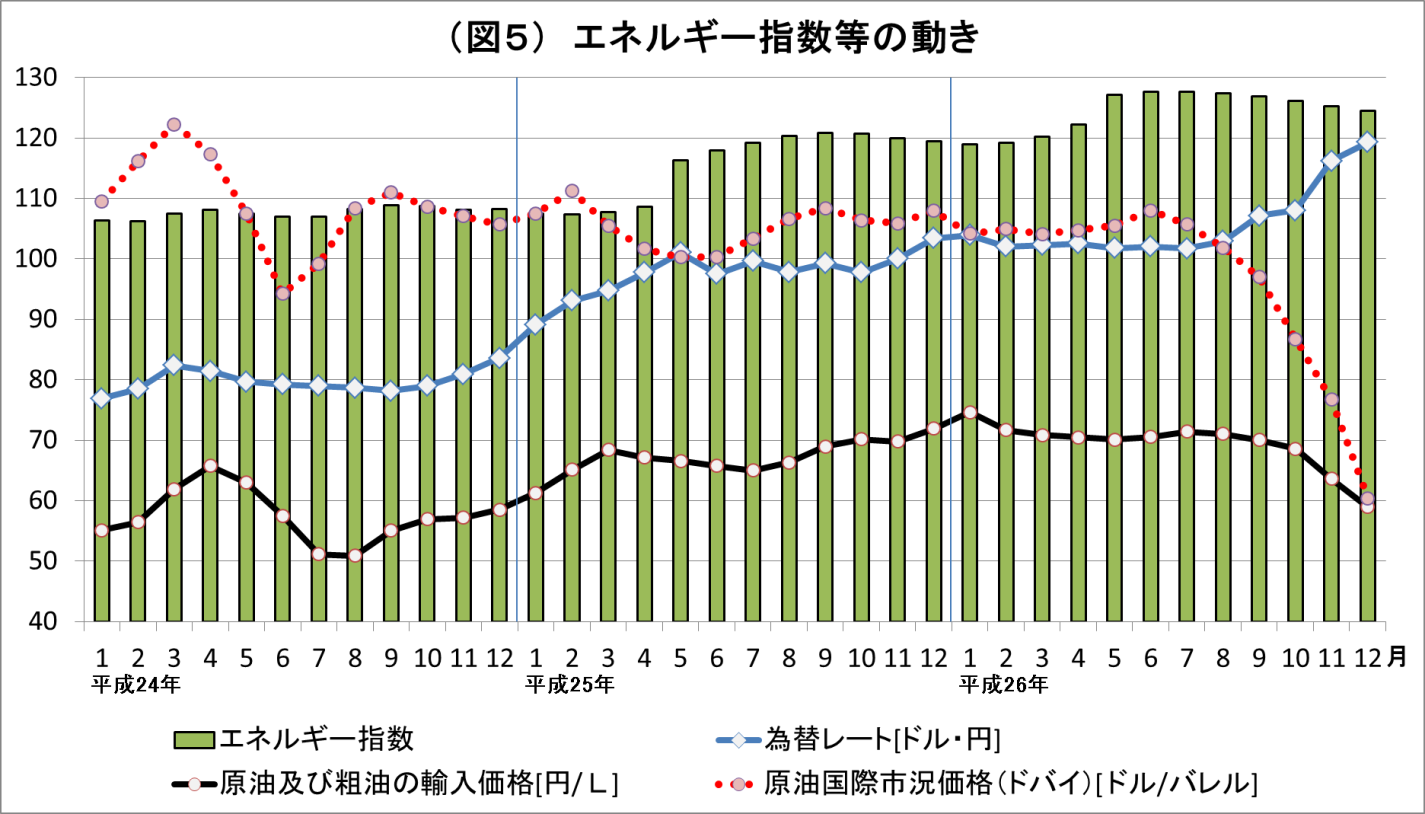 （図５） エネルギー指数等の動き
130
120
110
100
90
80
70
60
50
40
1 2 3 4 5 6 7 8 9 10 11 12 1 2 3 4 5 6 7 8 9 10 11 12 1 2 3 4 5 6 7 8 9 10 11 12 月
平成24年 平成25年 平成26年
エネルギー指数 為替レート[ドル・円]
原油及び粗油の輸入価格[円/Ｌ] 原油国際市況価格（ドバイ）[ドル/バレル]